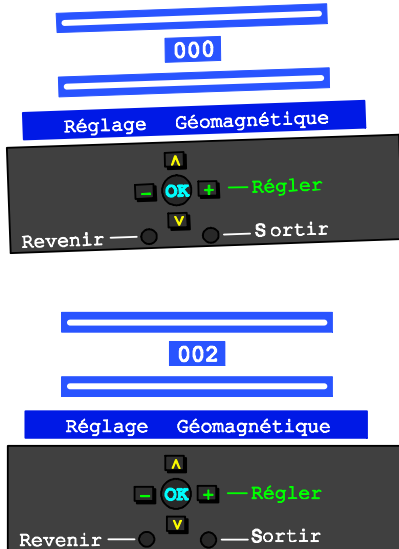 000
Réglage Géomagnétique
∧
− OK + Régler
∨
Revenir Sortir
002
Réglage Géomagnétique
∧
− OK + Régler
∨
Revenir Sortir